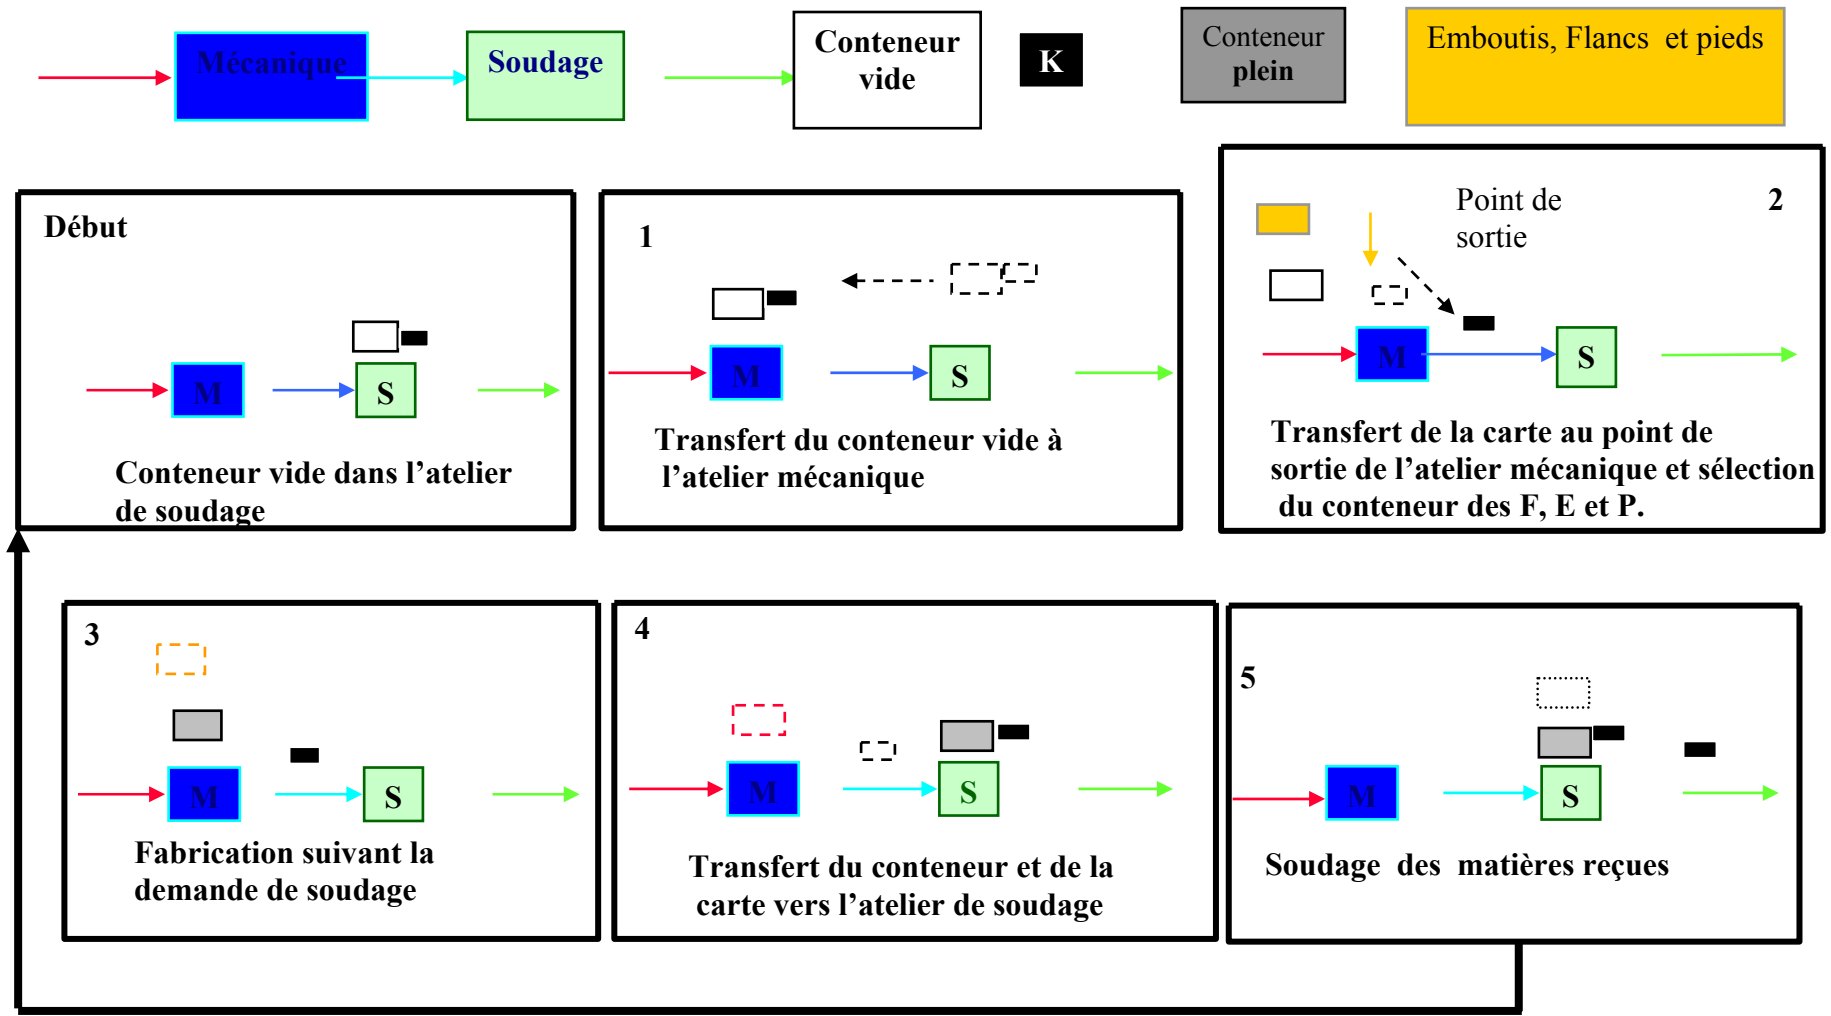 Mécanique
Soudage
Conteneur
vide
K
Conteneur
plein
Emboutis, Flancs et pieds
Début
M
S
Conteneur vide dans l’atelier
de soudage
1
M
S
Transfert du conteneur vide à
l’atelier mécanique
Point de
sortie
2
M
S
Transfert de la carte au point de
sortie de l’atelier mécanique et sélection
du conteneur des F, E et P.
3
M
S
Fabrication suivant la
demande de soudage
4
M
S
Transfert du conteneur et de la
carte vers l’atelier de soudage
5
M
S
Soudage des matières reçues